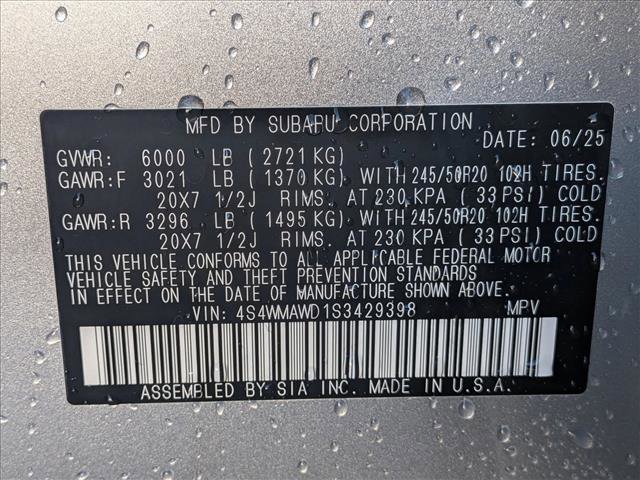 MFD BY SUBARU CORPORATION
DATE: 06/25
GVWR: 6000 LB (2721 KG)
GAWR:F 3021 LB (1370 KG) WITH 245/50R20 102H TIRES.
20X7 1/2J RIMS. AT 230 KPA (33 PSI) COLD
GAWR:R 3296 LB (1495 KG) WITH 245/50R20 102H TIRES.
20X7 1/2J RIMS. AT 230 KPA (33 PSI) COLD
THIS VEHICLE CONFORMS TO ALL APPLICABLE FEDERAL MOTOR
VEHICLE SAFETY AND THEFT PREVENTION STANDARDS
IN EFFECT ON THE DATE OF MANUFACTURE SHOWN ABOVE.
VIN: 4S4WMAWD1S3429398 MPV
ASSEMBLED BY SIA INC. MADE IN U.S.A.